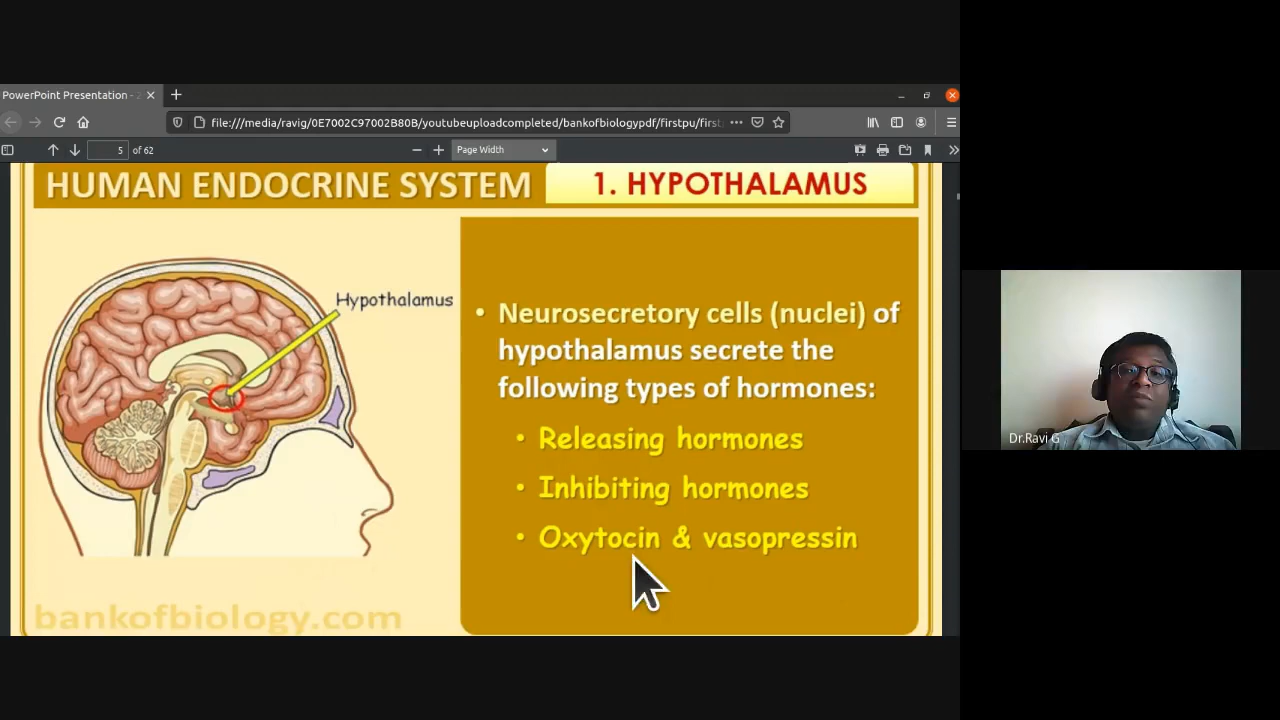 PowerPoint Presentation -
file:///media/ravig/0E7002C97002B80B/youtubeuploadcompleted/bankofbiologypdf/firstpu/first
5 of 62
Page Width
HUMAN ENDOCRINE SYSTEM
1. HYPOTHALAMUS
Hypothalamus
• Neurosecretory cells (nuclei) of
hypothalamus secrete the
following types of hormones:
• Releasing hormones
• Inhibiting hormones
• Oxytocin & vasopressin
bankofbiology.com
Dr.Ravi G